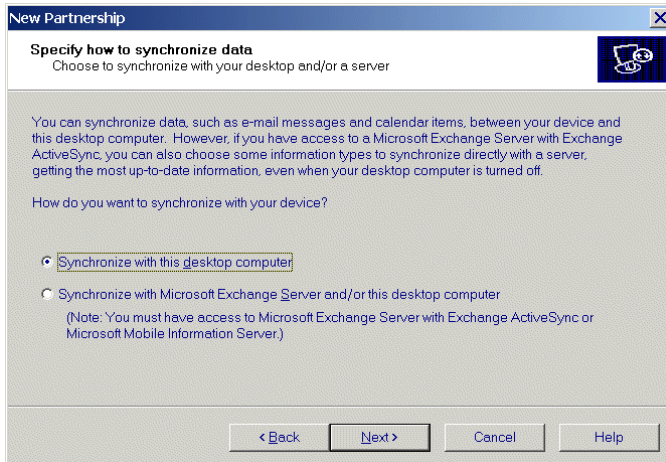 New Partnership
Specify how to synchronize data
Choose to synchronize with your desktop and/or a server
You can synchronize data, such as e-mail messages and calendar items, between your device and
this desktop computer. However, if you have access to a Microsoft Exchange Server with Exchange
ActiveSync, you can also choose some information types to synchronize directly with a server,
getting the most up-to-date information, even when your desktop computer is turned off.
How do you want to synchronize with your device?
Synchronize with this desktop computer
Synchronize with Microsoft Exchange Server and/or this desktop computer
(Note: You must have access to Microsoft Exchange Server with Exchange ActiveSync or
Microsoft Mobile Information Server.)
< Back Next > Cancel Help